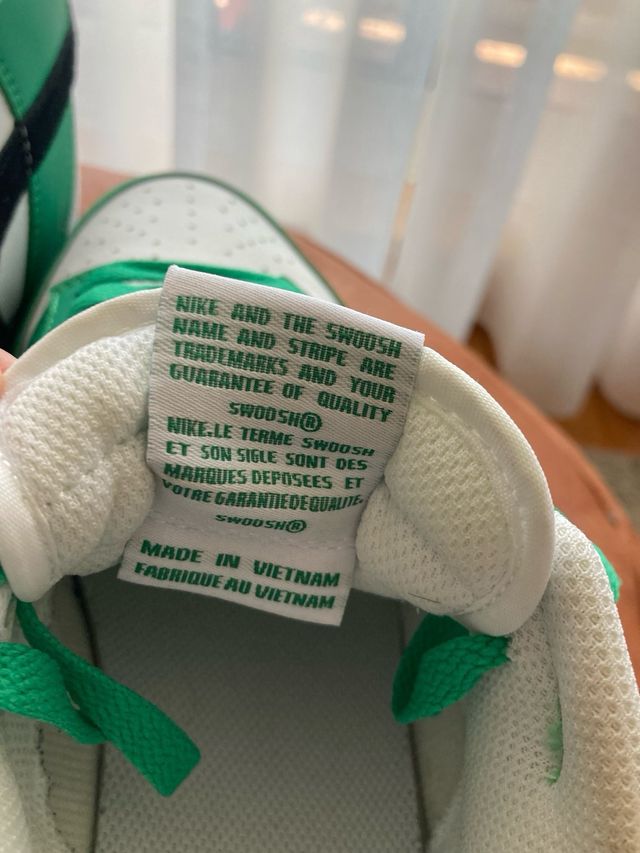 NIKE AND THE SWOOSH
NAME AND STRIPE ARE
TRADEMARKS AND YOUR
GUARANTEE OF QUALITY
SWOOSH®
NIKE.LE TERME SWOOSH
ET SON SIGLE SONT DES
MARQUES DEPOSEES ET
VOTRE GARANTIE DE QUALITE.
SWOOSH®
MADE IN VIETNAM
FABRIQUE AU VIETNAM